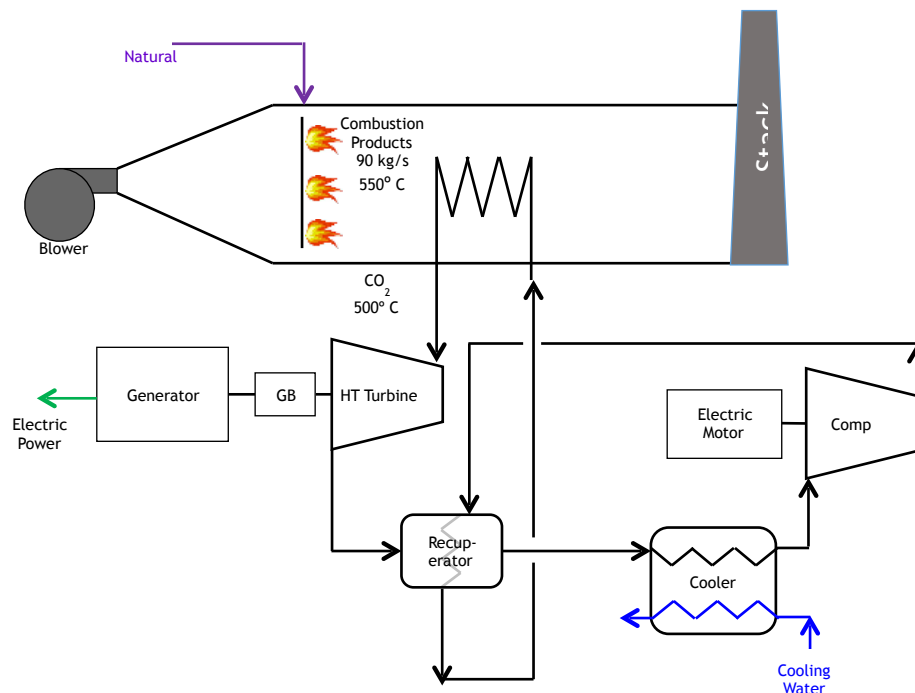 Natural
Combustion
Products
90 kg/s
550° C
Stack
Blower
CO₂
500° C
Generator
GB
HT Turbine
Electric
Motor
Comp
Electric
Power
Recup-
erator
Cooler
Cooling
Water